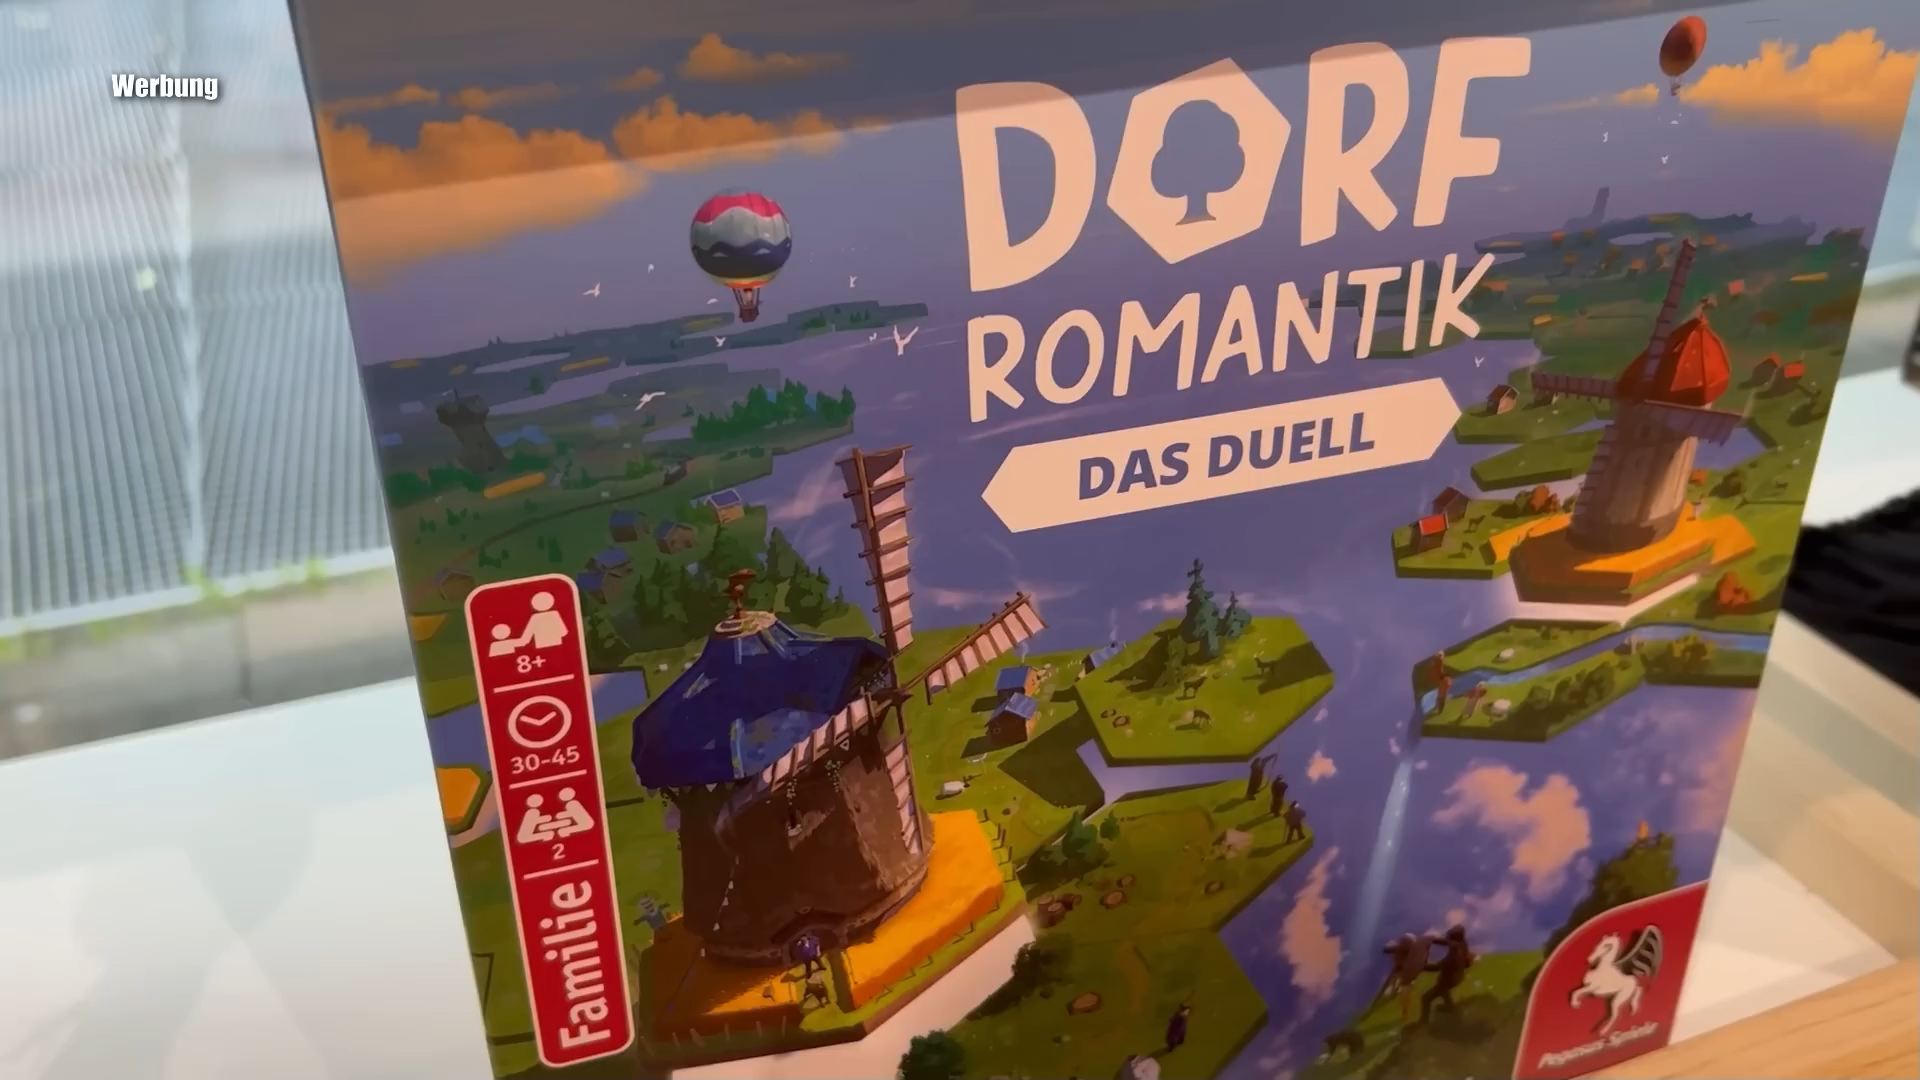 Werbung
DORF
ROMANTIK
DAS DUELL
8+
30-45
2
Familie
Pegasus Spiele